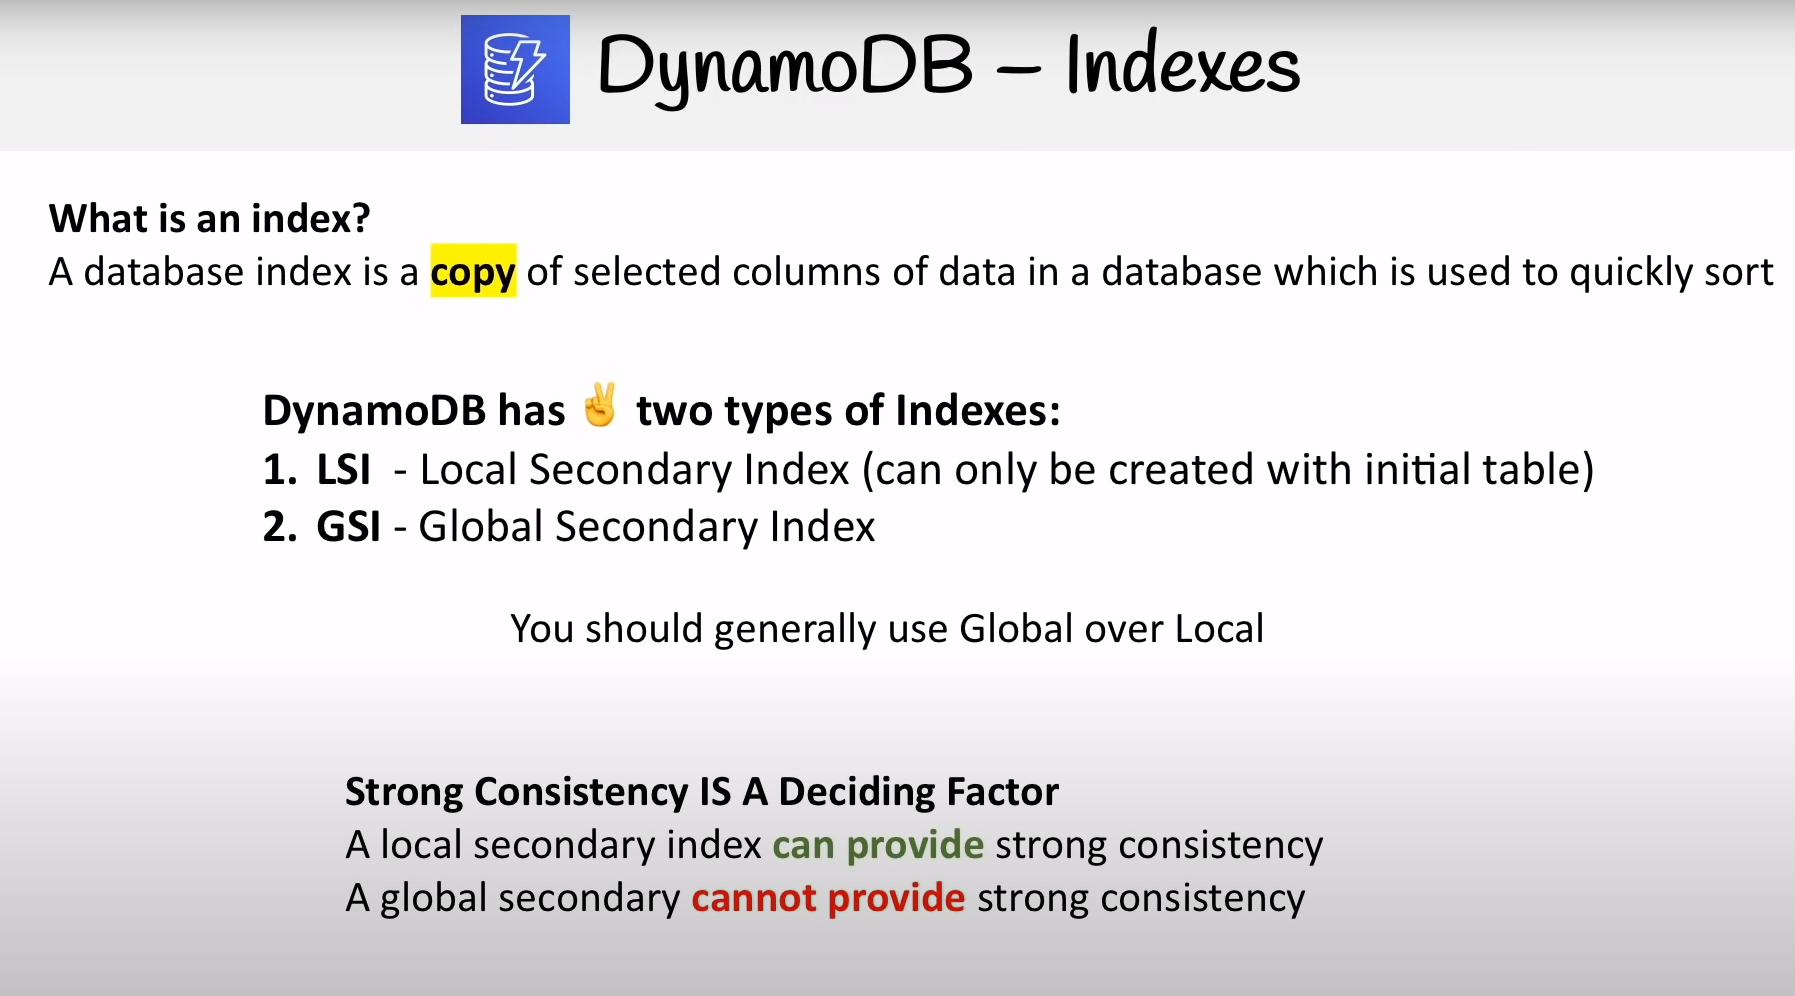 DynamoDB – Indexes
What is an index?
A database index is a copy of selected columns of data in a database which is used to quickly sort
DynamoDB has ✌️ two types of Indexes:
1. LSI - Local Secondary Index (can only be created with initial table)
2. GSI - Global Secondary Index
You should generally use Global over Local
Strong Consistency IS A Deciding Factor
A local secondary index can provide strong consistency
A global secondary cannot provide strong consistency